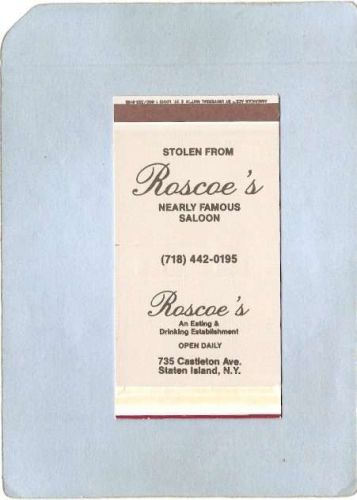 STOLEN FROM
Roscoe's
NEARLY FAMOUS
SALOON
(718) 442-0195
Roscoe's
An Eating &
Drinking Establishment
OPEN DAILY
735 Castleton Ave.
Staten Island, N.Y.